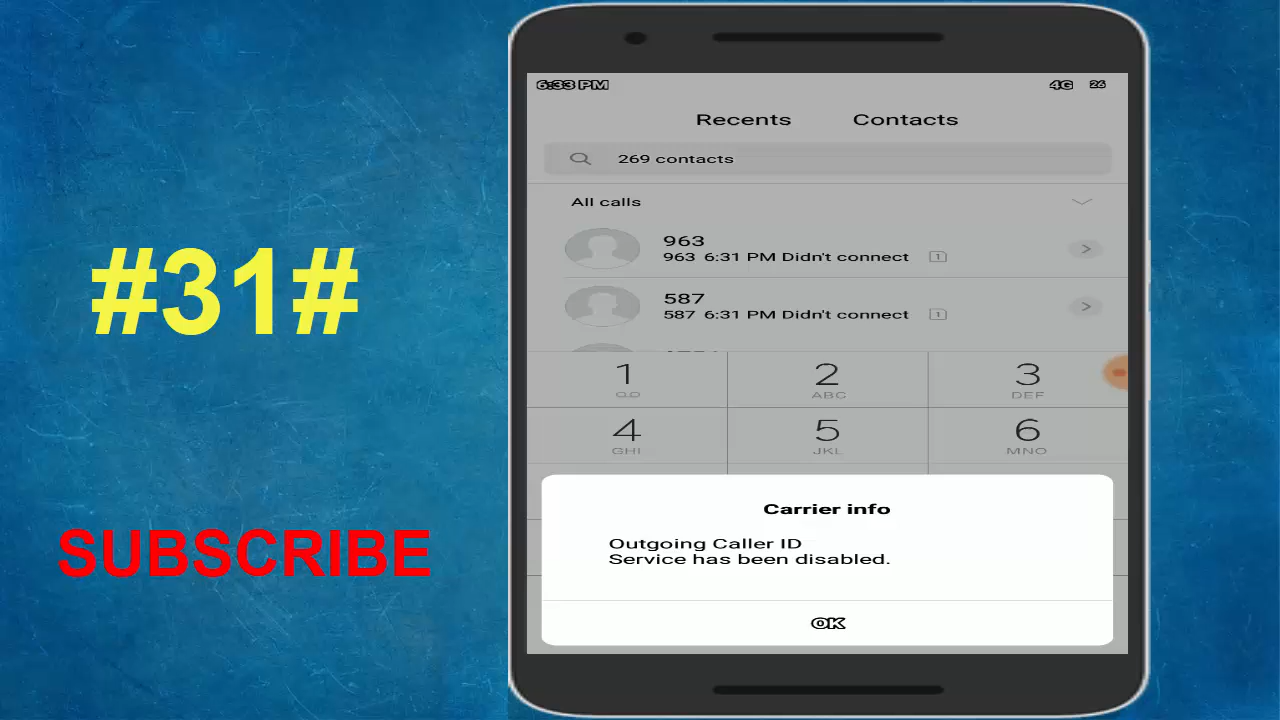 #31#
SUBSCRIBE
6:33 PM 4G 26
Recents Contacts
269 contacts
All calls
963
963 6:31 PM Didn't connect 1
587
587 6:31 PM Didn't connect 1
1 2 3
ABC DEF
4 5 6
GHI JKL MNO
Carrier info
Outgoing Caller ID
Service has been disabled.
OK